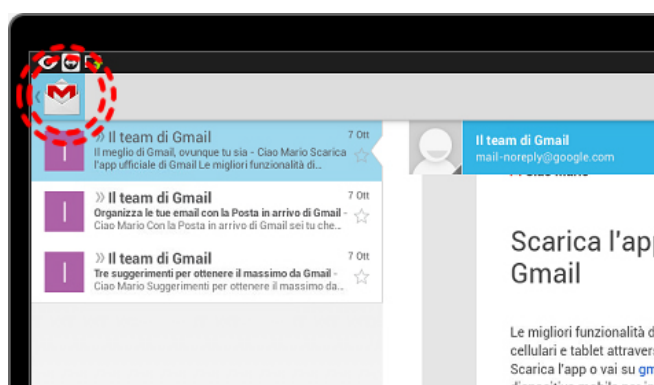 I
» Il team di Gmail 7 Ott
Il meglio di Gmail, ovunque tu sia - Ciao Mario Scarica
l'app ufficiale di Gmail Le migliori funzionalità di...
I
» Il team di Gmail 7 Ott
Organizza le tue email con la Posta in arrivo di Gmail -
Ciao Mario Con la Posta in arrivo di Gmail sei tu che...
I
» Il team di Gmail 7 Ott
Tre suggerimenti per ottenere il massimo da Gmail -
Ciao Mario Suggerimenti per ottenere il massimo da...
Il team di Gmail
mail-noreply@google.com
Scarica l'ap
Gmail
Le migliori funzionalità d
cellulari e tablet attraver
Scarica l'app o vai su gm